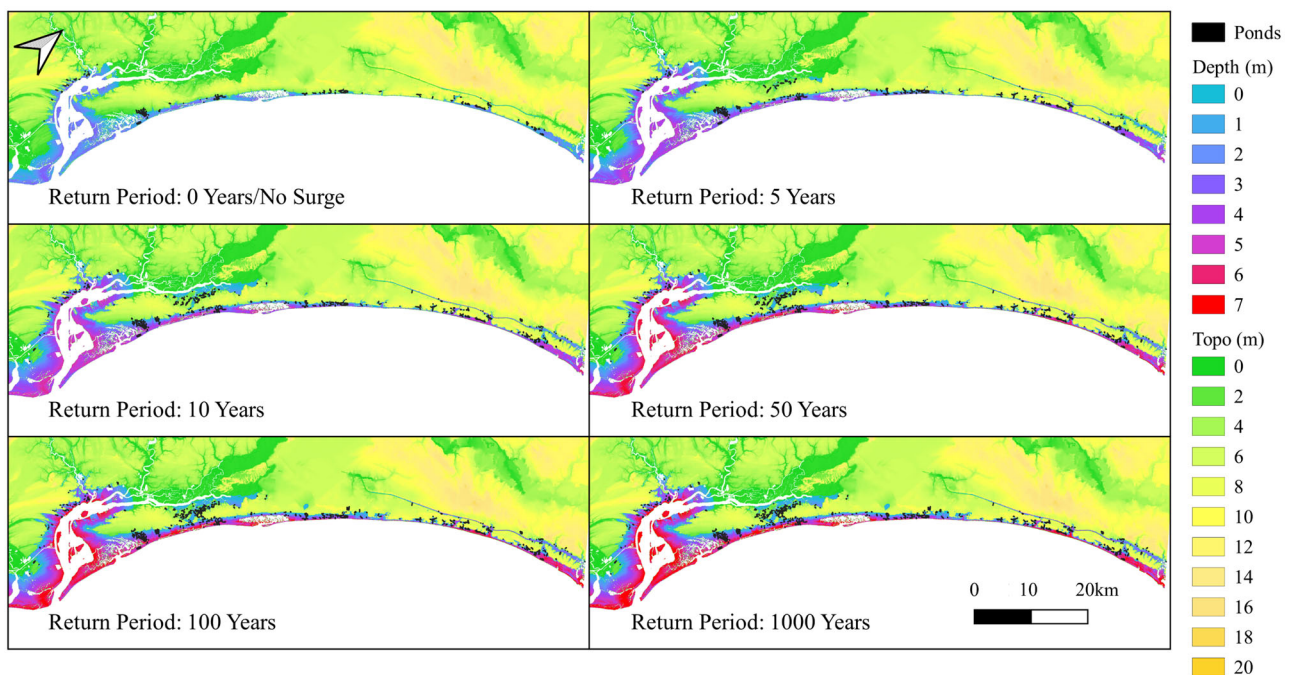 Return Period: 0 Years/No Surge
Return Period: 5 Years
Return Period: 10 Years
Return Period: 50 Years
Return Period: 100 Years
Return Period: 1000 Years
0 10 20km
Ponds
Depth (m)
0
1
2
3
4
5
6
7
Topo (m)
0
2
4
6
8
10
12
14
16
18
20